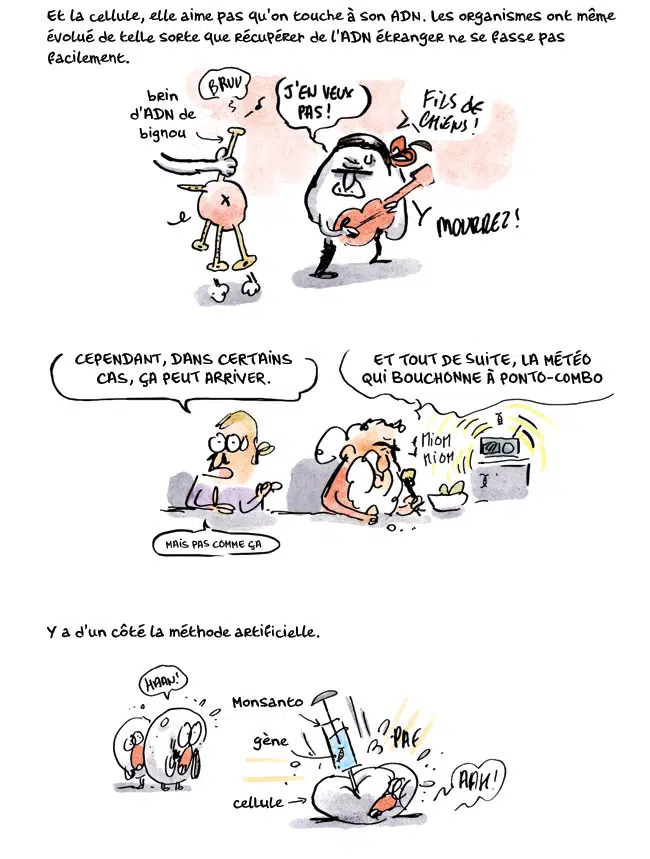 Et la cellule, elle aime pas qu'on touche à son ADN. Les organismes ont même
évolué de telle sorte que récupérer de l'ADN étranger ne se fasse pas
facilement.
BRUU
brin
d'ADN de
bignou
J'EN VEUX
PAS!
FILS DE
CHIENS!
MOURREZ!
CEPENDANT, DANS CERTAINS
CAS, ÇA PEUT ARRIVER.
ET TOUT DE SUITE, LA MÉTÉO
QUI BOUCHONNE À PONTO-COMBO
MIOM
MIOM
MAIS PAS COMME ÇA
Y a d'un côté la méthode artificielle.
HAAN!
Monsanto
gène
PAF
cellule
AAH!